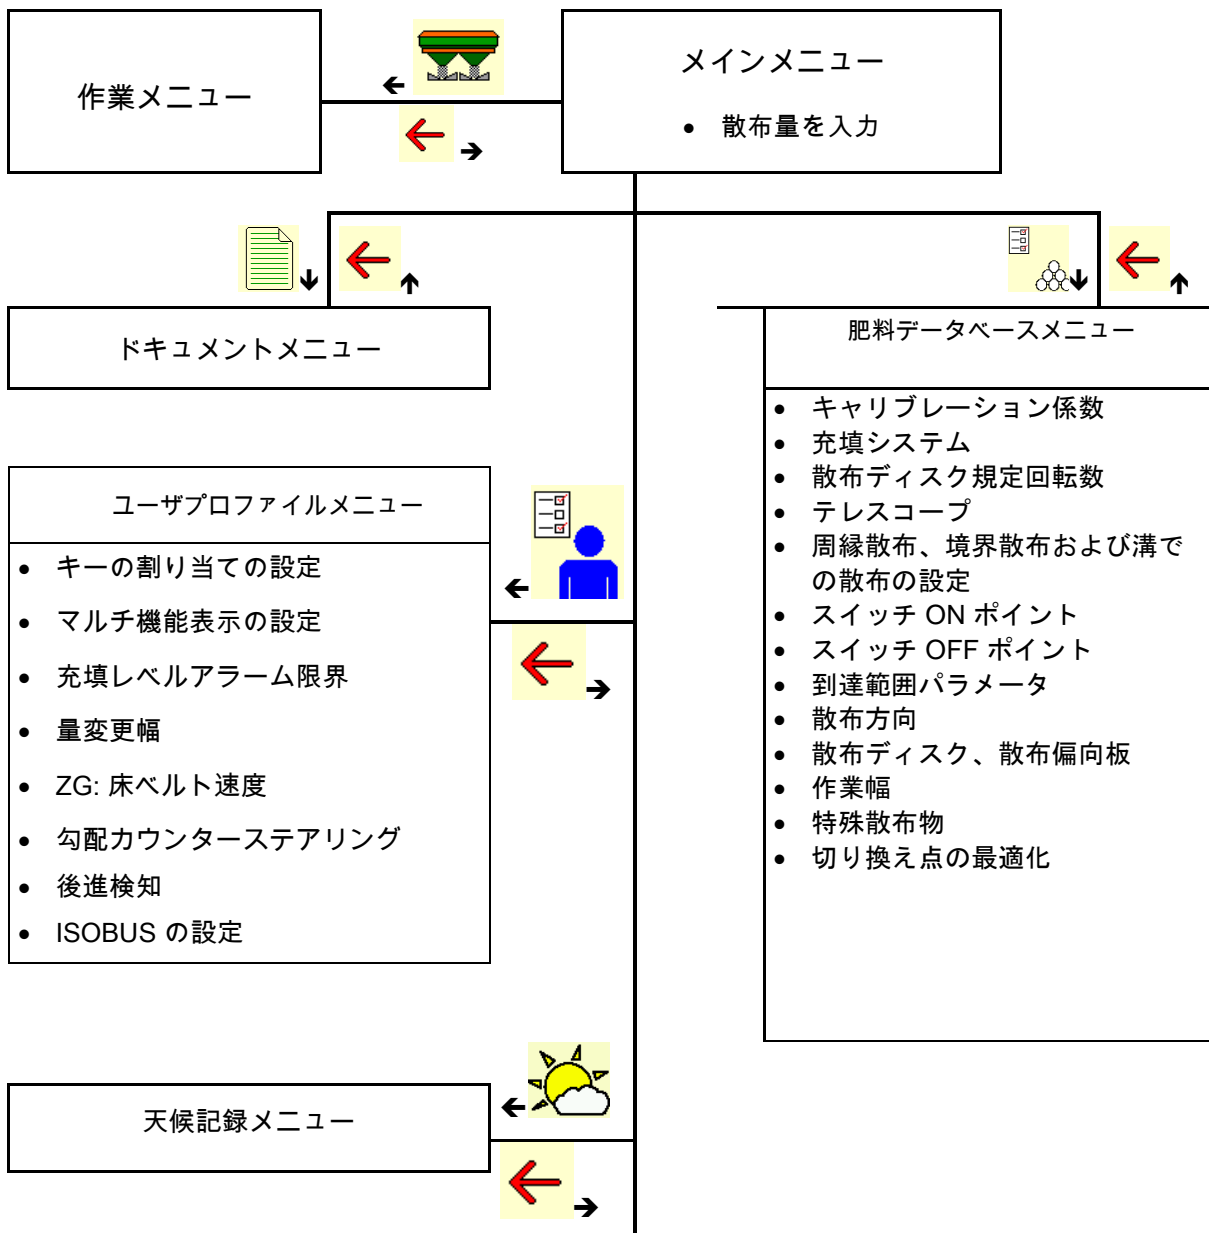 作業メニュー
メインメニュー
• 散布量を入力
ドキュメントメニュー
肥料データベースメニュー
• キャリブレーション係数
• 充填システム
• 散布ディスク規定回転数
• テレスコープ
• 周縁散布、境界散布および溝で
の散布の設定
• スイッチ ON ポイント
• スイッチ OFF ポイント
• 到達範囲パラメータ
• 散布方向
• 散布ディスク、散布偏向板
• 作業幅
• 特殊散布物
• 切り換え点の最適化
ユーザプロファイルメニュー
• キーの割り当ての設定
• マルチ機能表示の設定
• 充填レベルアラーム限界
• 量変更幅
• ZG: 床ベルト速度
• 勾配カウンターステアリング
• 後進検知
• ISOBUS の設定
天候記録メニュー